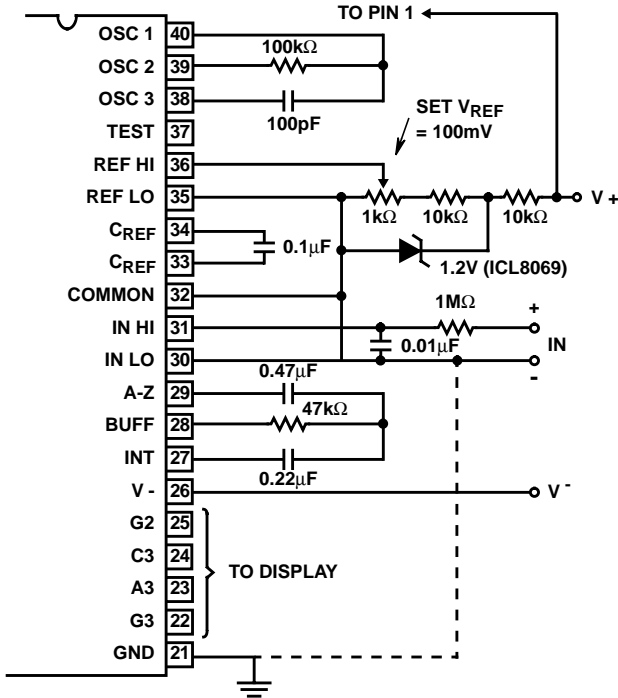 TO PIN 1
OSC 1 40
100kΩ
OSC 2 39
OSC 3 38
100pF
SET VREF
= 100mV
TEST 37
REF HI 36
REF LO 35
V +
1kΩ 10kΩ 10kΩ
CREF 34
0.1µF
CREF 33
1.2V (ICL8069)
COMMON 32
1MΩ
+
IN HI 31
0.01µF
IN
IN LO 30
-
0.47µF
A-Z 29
47kΩ
BUFF 28
INT 27
0.22µF
V - 26
V -
G2 25
C3 24
TO DISPLAY
A3 23
G3 22
GND 21